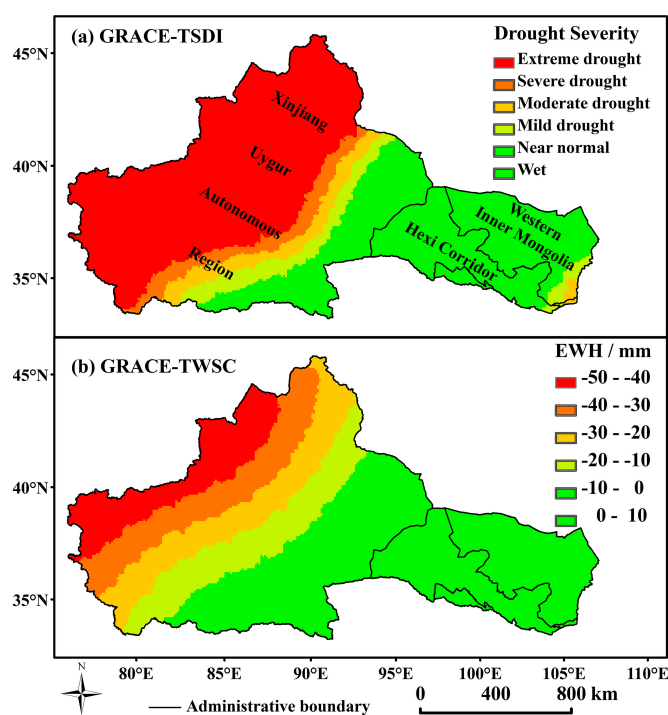 (a) GRACE-TSDI
Drought Severity
Extreme drought
Severe drought
Moderate drought
Mild drought
Near normal
Wet
45°N
40°N
35°N
Xinjiang
Uygur
Autonomous
Region
Hexi Corridor
Western
Inner Mongolia
(b) GRACE-TWSC
EWH / mm
-50 - -40
-40 - -30
-30 - -20
-20 - -10
-10 - 0
0 - 10
45°N
40°N
35°N
80°E 85°E 90°E 95°E 100°E 105°E 110°E
N
Administrative boundary
0 400 800 km